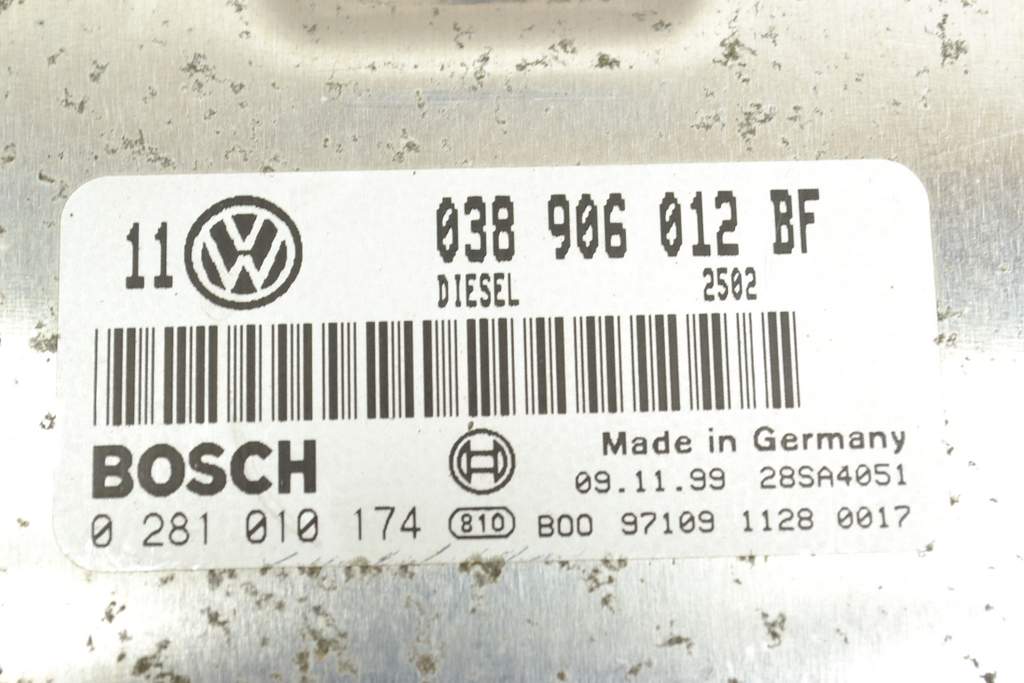 11 VW 038 906 012 BF
DIESEL 2502
BOSCH
Made in Germany
09.11.99 28SA4051
0 281 010 174 810 B00 97109 1128 0017